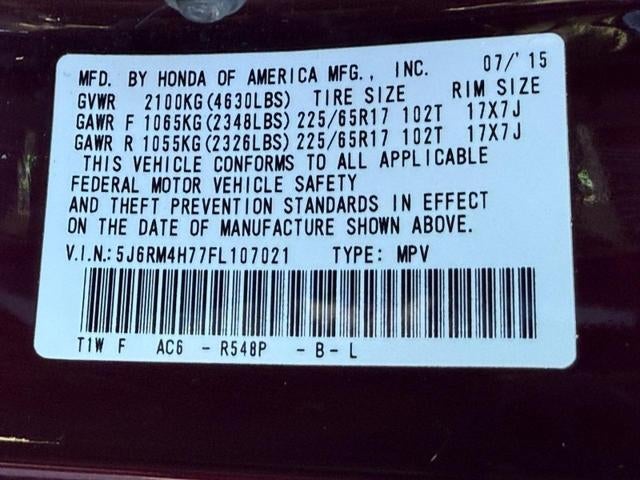 MFD. BY HONDA OF AMERICA MFG., INC. 07/'15
GVWR 2100KG(4630LBS) TIRE SIZE RIM SIZE
GAWR F 1065KG(2348LBS) 225/65R17 102T 17X7J
GAWR R 1055KG(2326LBS) 225/65R17 102T 17X7J
THIS VEHICLE CONFORMS TO ALL APPLICABLE
FEDERAL MOTOR VEHICLE SAFETY
AND THEFT PREVENTION STANDARDS IN EFFECT
ON THE DATE OF MANUFACTURE SHOWN ABOVE.
V.I.N.: 5J6RM4H77FL107021 TYPE: MPV
T1W F AC6 - R548P - B - L